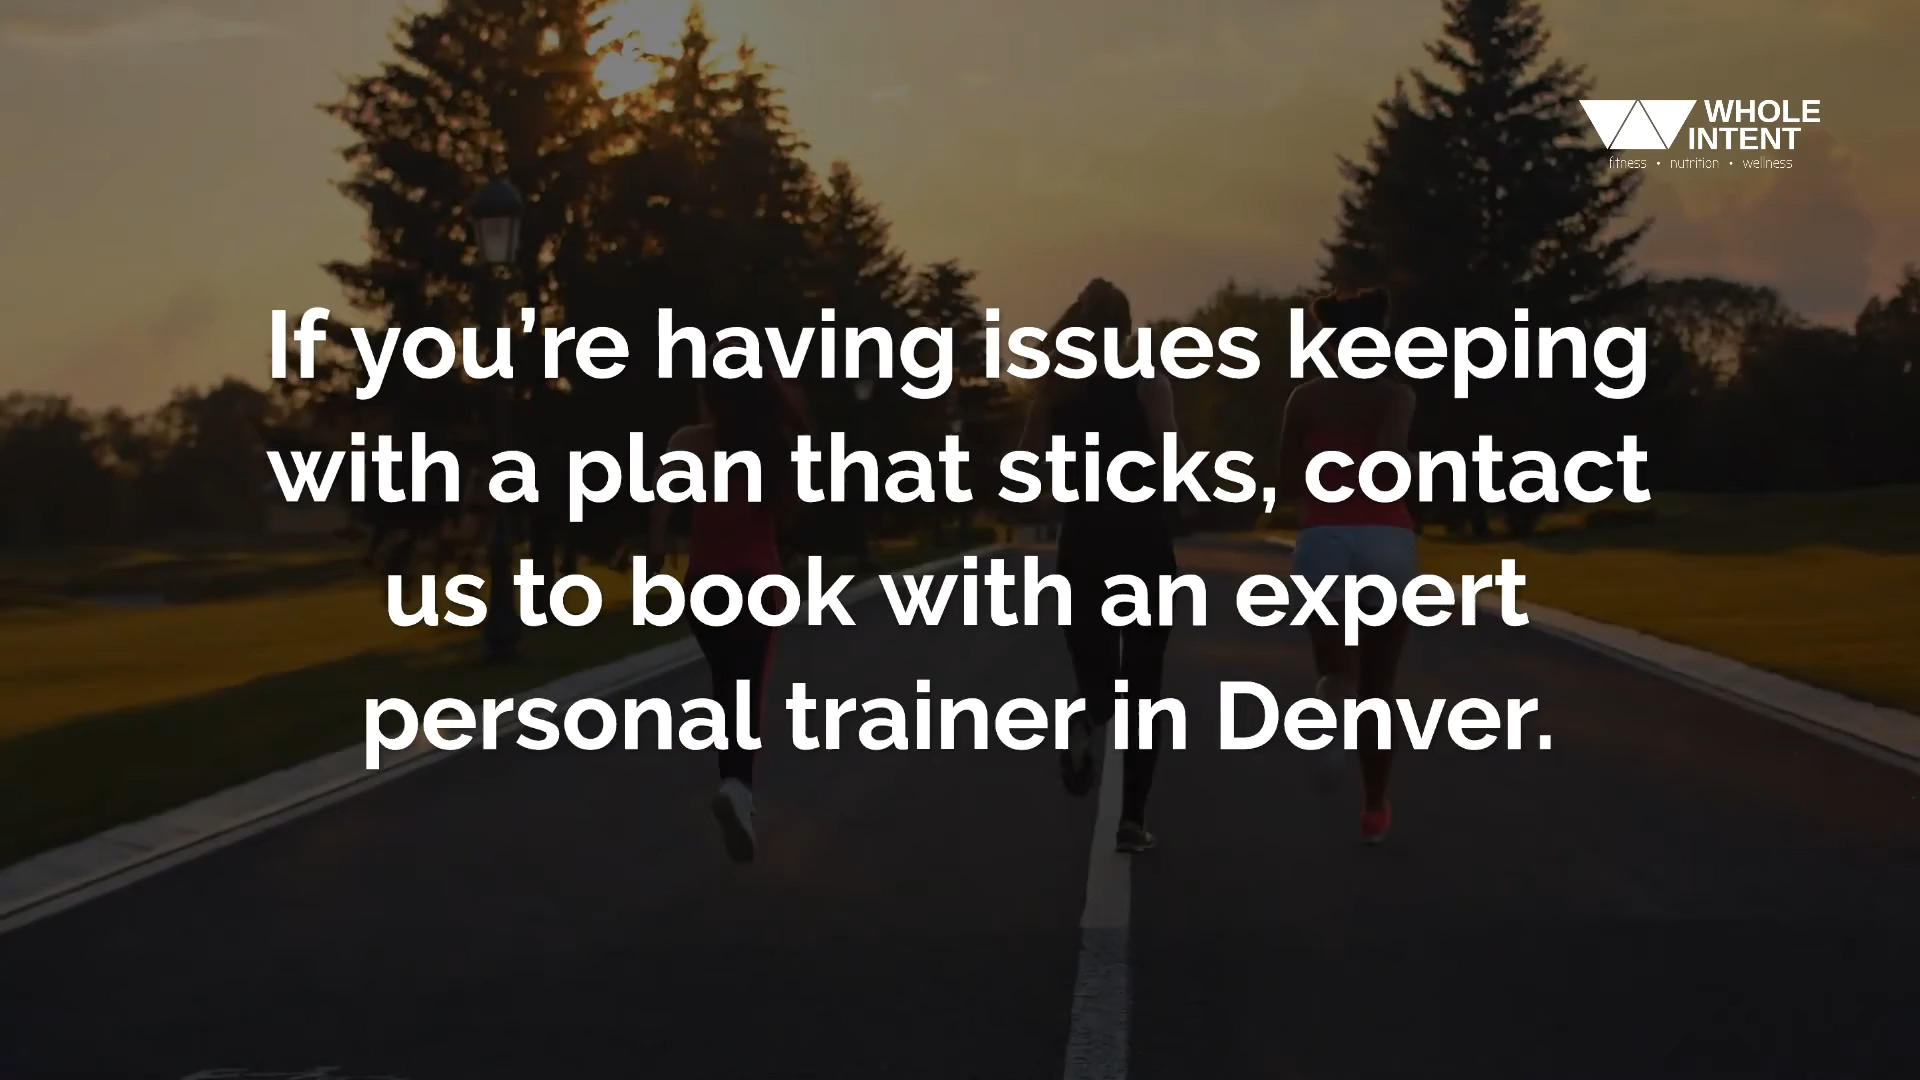 WHOLE
INTENT
fitness • nutrition • wellness
If you’re having issues keeping
with a plan that sticks, contact
us to book with an expert
personal trainer in Denver.